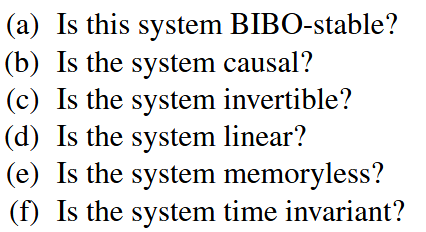 (a) Is this system BIBO-stable?
(b) Is the system causal?
(c) Is the system invertible?
(d) Is the system linear?
(e) Is the system memoryless?
(f) Is the system time invariant?